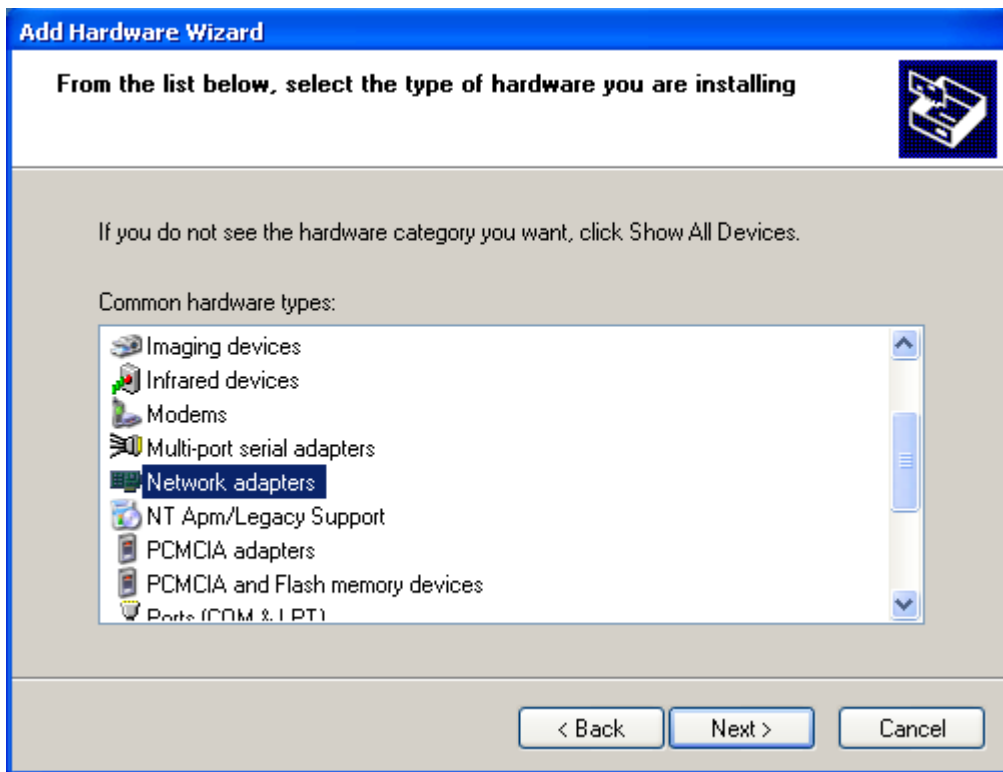 Add Hardware Wizard
From the list below, select the type of hardware you are installing
If you do not see the hardware category you want, click Show All Devices.
Common hardware types:
Imaging devices
Infrared devices
Modems
Multi-port serial adapters
Network adapters
NT Apm/Legacy Support
PCMCIA adapters
PCMCIA and Flash memory devices
Ports (COM & LPT)
< Back Next > Cancel